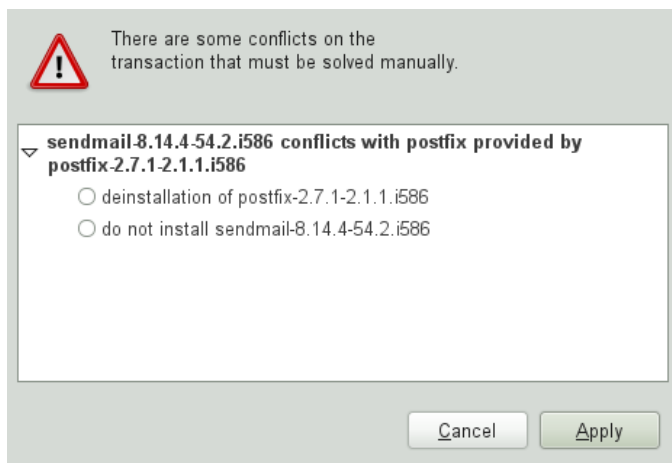 There are some conflicts on the
transaction that must be solved manually.
sendmail-8.14.4-54.2.i586 conflicts with postfix provided by
postfix-2.7.1-2.1.1.i586
deinstallation of postfix-2.7.1-2.1.1.i586
do not install sendmail-8.14.4-54.2.i586
Cancel
Apply